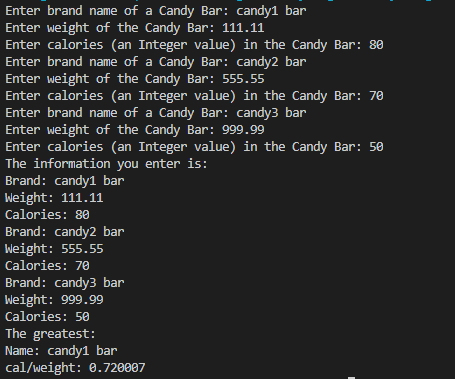 Enter brand name of a Candy Bar: candy1 bar
Enter weight of the Candy Bar: 111.11
Enter calories (an Integer value) in the Candy Bar: 80
Enter brand name of a Candy Bar: candy2 bar
Enter weight of the Candy Bar: 555.55
Enter calories (an Integer value) in the Candy Bar: 70
Enter brand name of a Candy Bar: candy3 bar
Enter weight of the Candy Bar: 999.99
Enter calories (an Integer value) in the Candy Bar: 50
The information you enter is:
Brand: candy1 bar
Weight: 111.11
Calories: 80
Brand: candy2 bar
Weight: 555.55
Calories: 70
Brand: candy3 bar
Weight: 999.99
Calories: 50
The greatest:
Name: candy1 bar
cal/weight: 0.720007